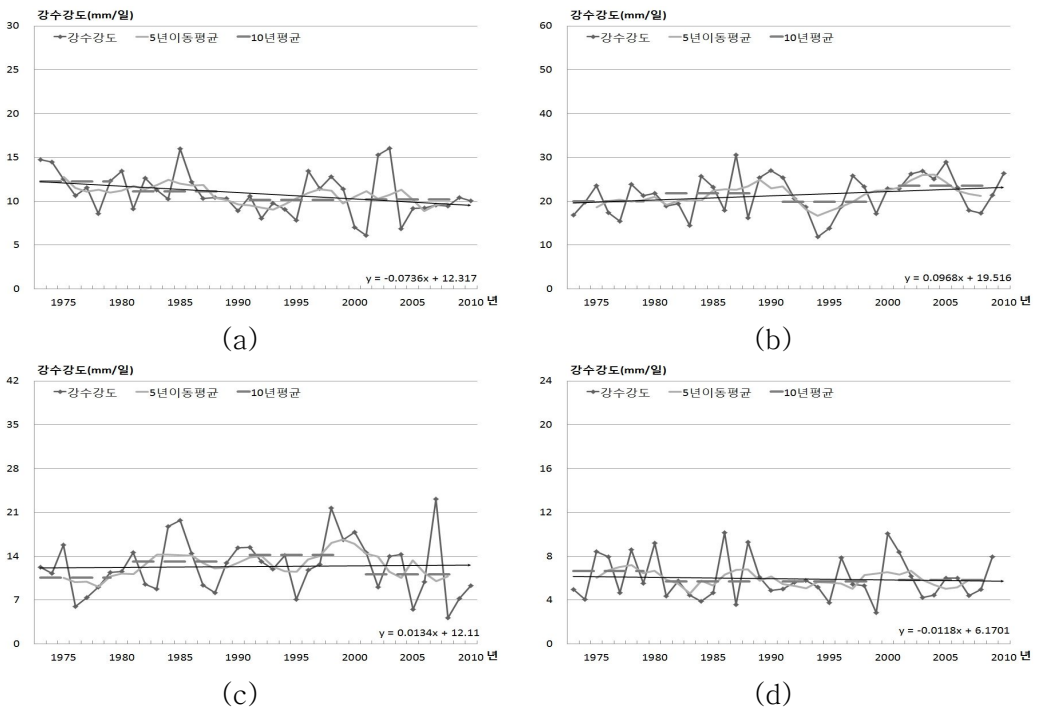 강수강도(mm/일)
30
강수강도 5년이동평균 10년평균
25
20
15
10
5
y = -0.0736x + 12.317
0
1975 1980 1985 1990 1995 2000 2005 2010 년
(a)
강수강도(mm/일)
60
강수강도 5년이동평균 10년평균
50
40
30
20
10
y = 0.0968x + 19.516
0
1975 1980 1985 1990 1995 2000 2005 2010 년
(b)
강수강도(mm/일)
42
강수강도 5년이동평균 10년평균
35
28
21
14
7
y = 0.0134x + 12.11
0
1975 1980 1985 1990 1995 2000 2005 2010 년
(c)
강수강도(mm/일)
24
강수강도 5년이동평균 10년평균
20
16
12
8
4
y = -0.0118x + 6.1701
0
1975 1980 1985 1990 1995 2000 2005 2010 년
(d)